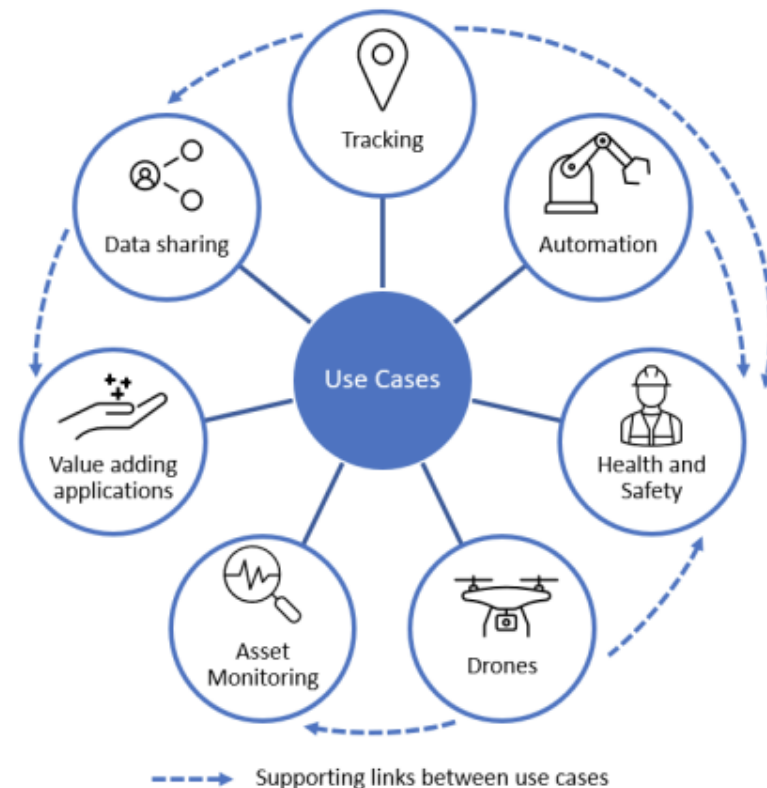 Tracking
Automation
Data sharing
Use Cases
Health and
Safety
Value adding
applications
Asset
Monitoring
Drones
Supporting links between use cases